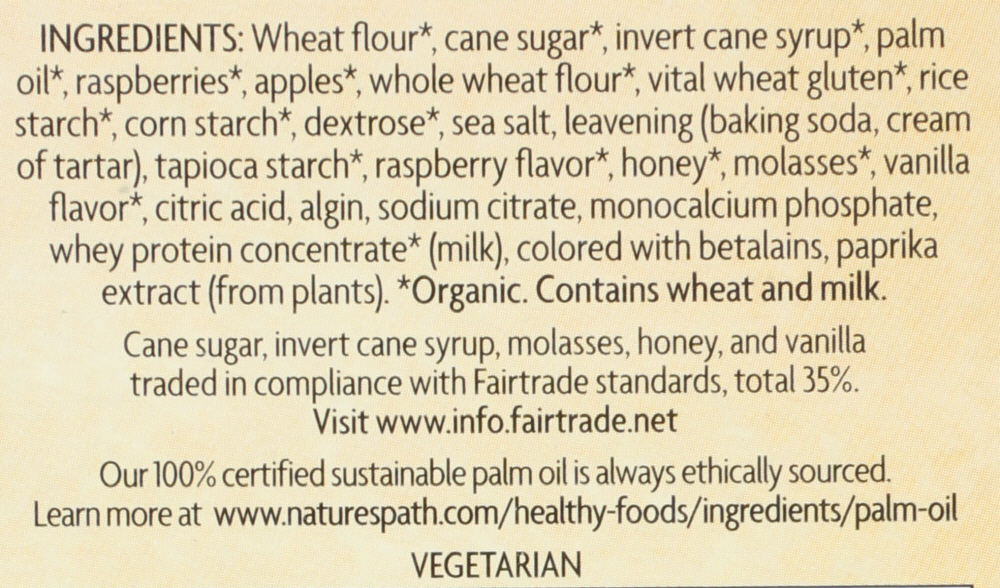 INGREDIENTS: Wheat flour*, cane sugar*, invert cane syrup*, palm
oil*, raspberries*, apples*, whole wheat flour*, vital wheat gluten*, rice
starch*, corn starch*, dextrose*, sea salt, leavening (baking soda, cream
of tartar), tapioca starch*, raspberry flavor*, honey*, molasses*, vanilla
flavor*, citric acid, algin, sodium citrate, monocalcium phosphate,
whey protein concentrate* (milk), colored with betalains, paprika
extract (from plants). *Organic. Contains wheat and milk.
Cane sugar, invert cane syrup, molasses, honey, and vanilla
traded in compliance with Fairtrade standards, total 35%.
Visit www.info.fairtrade.net
Our 100% certified sustainable palm oil is always ethically sourced.
Learn more at www.naturespath.com/healthy-foods/ingredients/palm-oil
VEGETARIAN